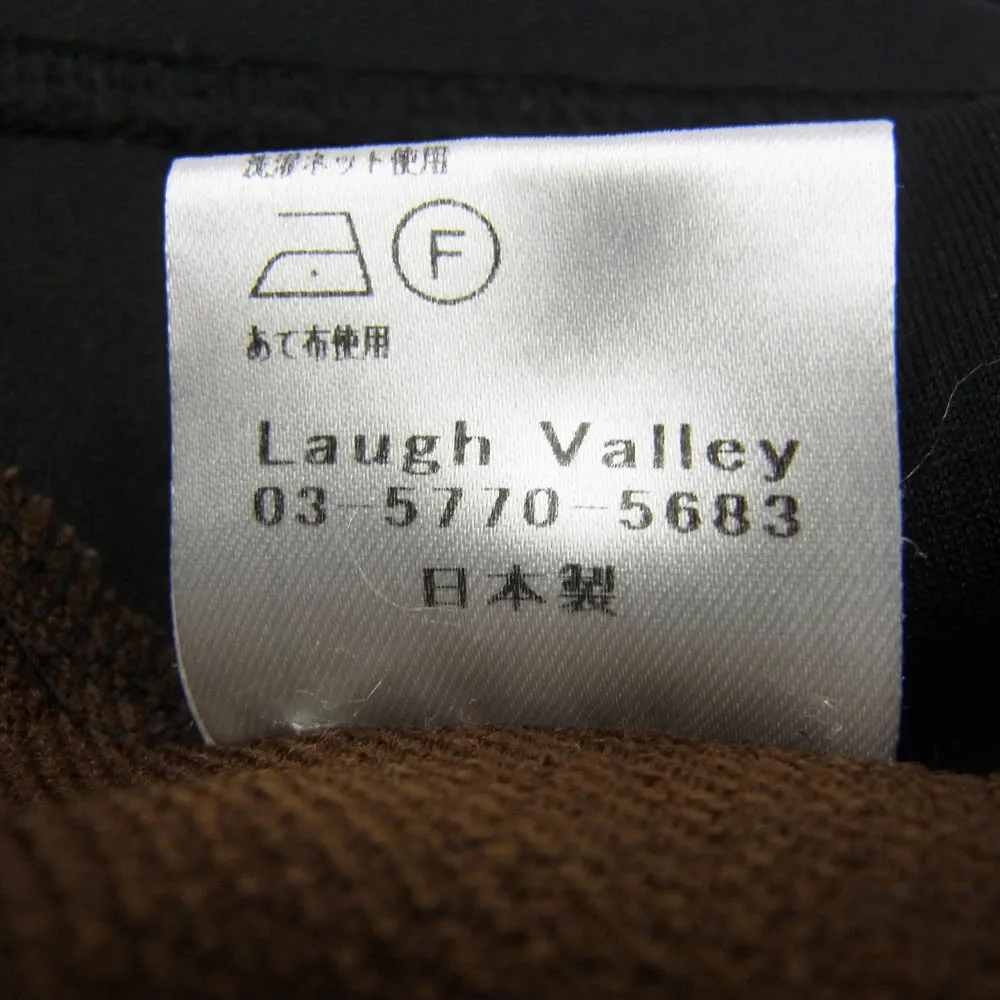 洗濯ネット使用
F
あて布使用
Laugh Valley
03-5770-5683
日本製